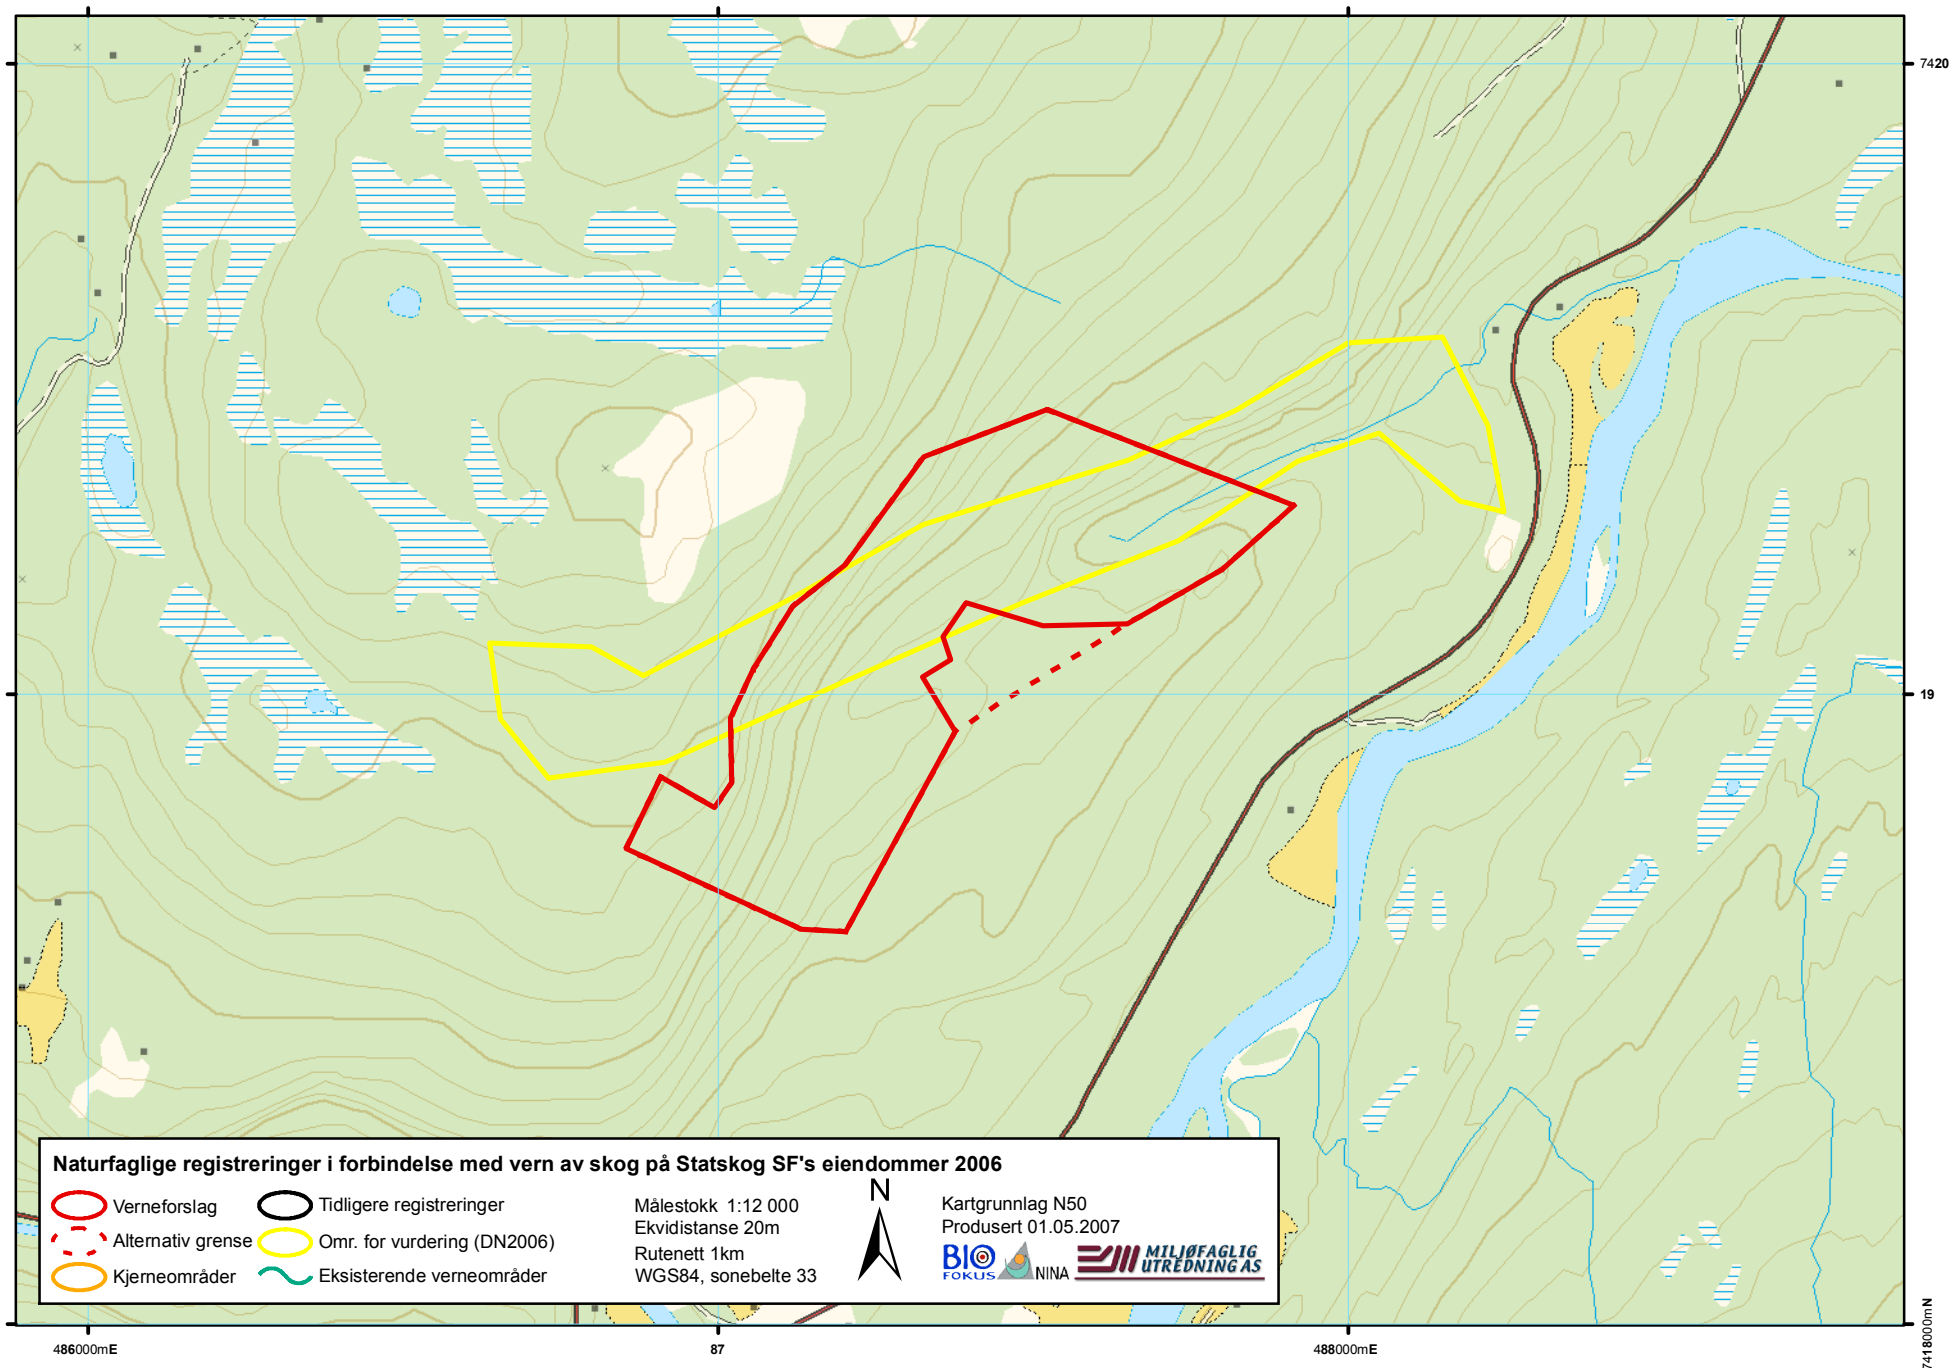 7420
19
7418000mN
486000mE
87
488000mE
Naturfaglige registreringer i forbindelse med vern av skog på Statskog SF's eiendommer 2006
Verneforslag
Alternativ grense
Kjerneområder
Tidligere registreringer
Omr. for vurdering (DN2006)
Eksisterende verneområder
Målestokk 1:12 000
Ekvidistanse 20m
Rutenett 1km
WGS84, sonebelte 33
N
Kartgrunnlag N50
Produsert 01.05.2007
BIO
FOKUS
NINA
MILJØFAGLIG
UTREDNING AS